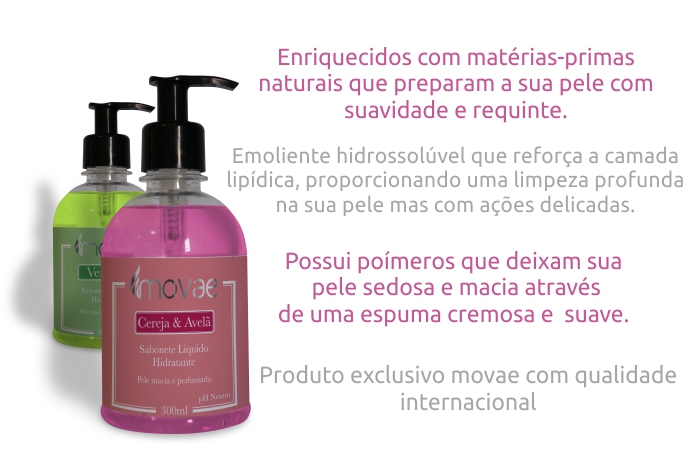 Enriquecidos com matérias-primas
naturais que preparam a sua pele com
suavidade e requinte.
Emoliente hidrossolúvel que reforça a camada
lipídica, proporcionando uma limpeza profunda
na sua pele mas com ações delicadas.
Possui poímeros que deixam sua
pele sedosa e macia através
de uma espuma cremosa e suave.
Produto exclusivo movae com qualidade
internacional
movae
Cereja & Avelã
Sabonete Líquido
Hidratante
Pele macia e perfumada
pH Neutro
300ml